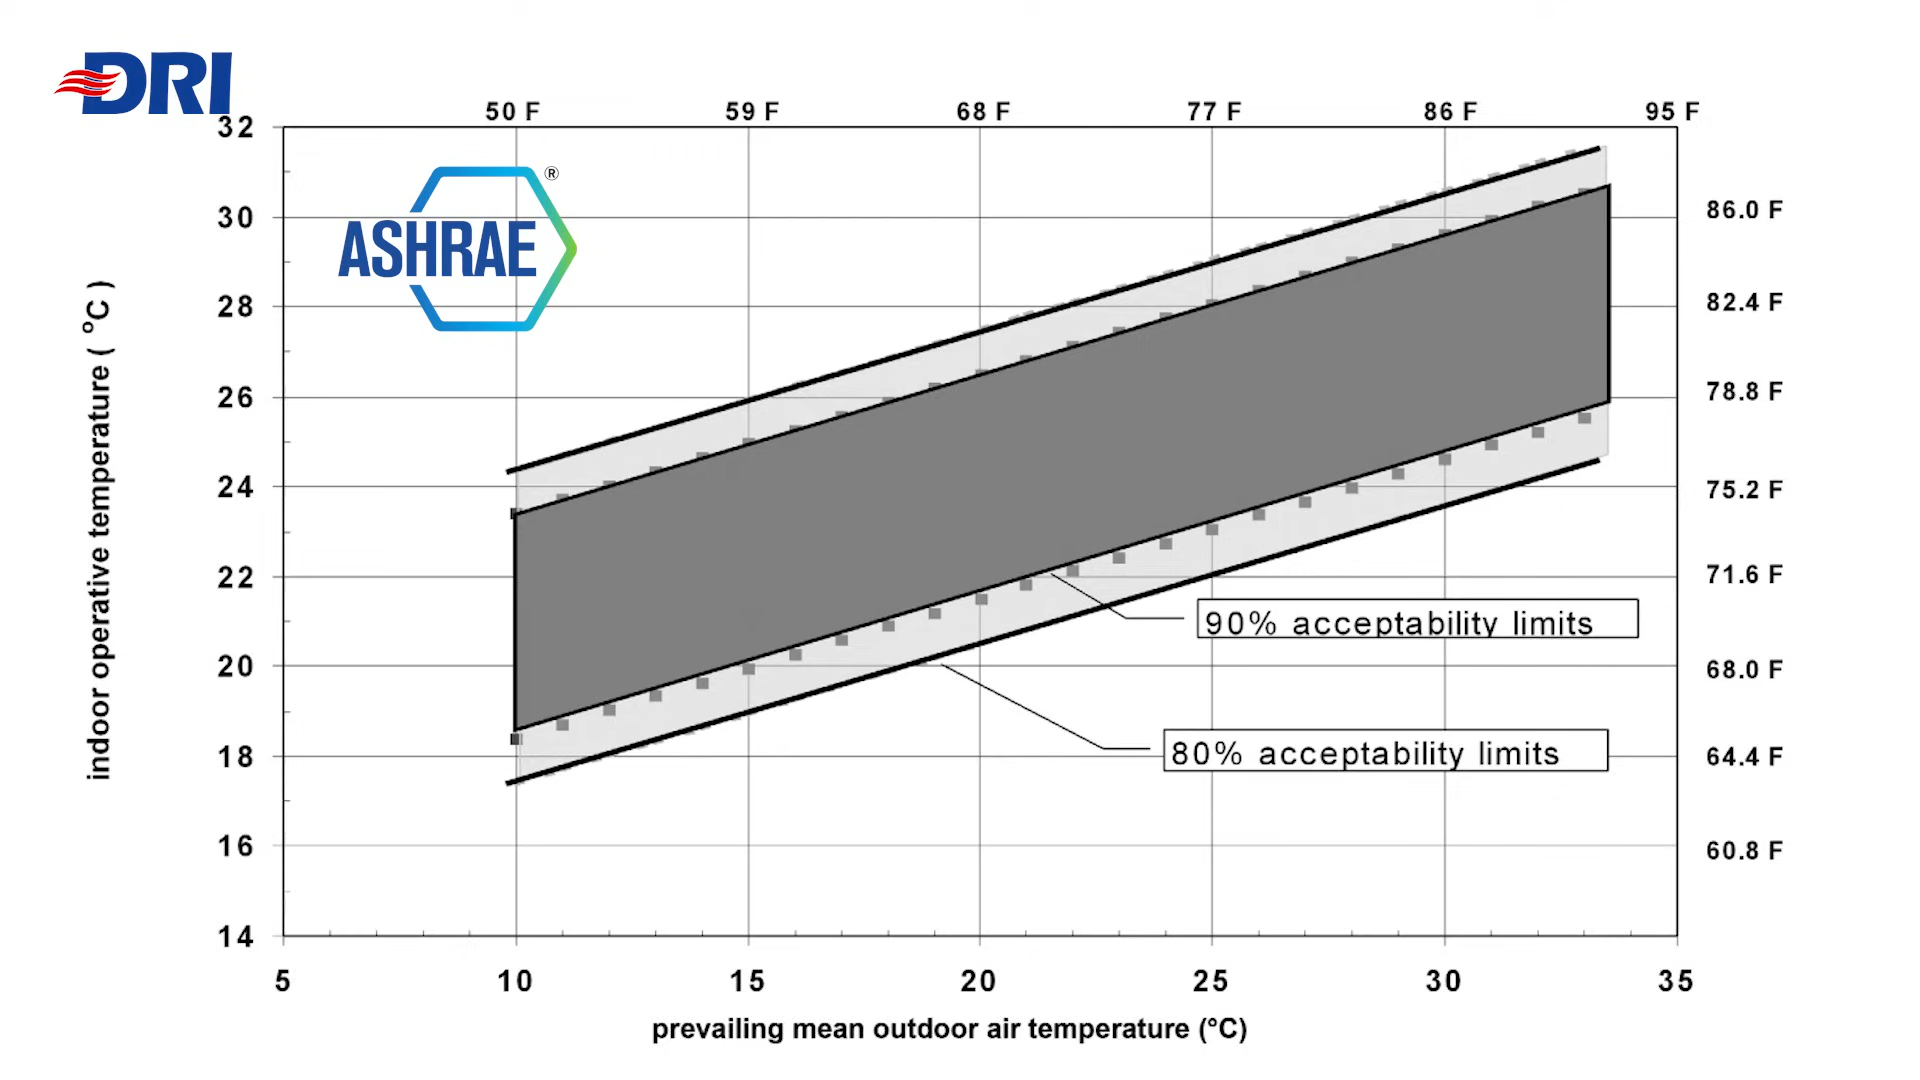 DRI
50 F 59 F 68 F 77 F 86 F 95 F
ASHRAE ®
32
30
28
26
24
22
20
18
16
14
indoor operative temperature ( °C )
86.0 F
82.4 F
78.8 F
75.2 F
71.6 F
68.0 F
64.4 F
60.8 F
90% acceptability limits
80% acceptability limits
5 10 15 20 25 30 35
prevailing mean outdoor air temperature (°C)